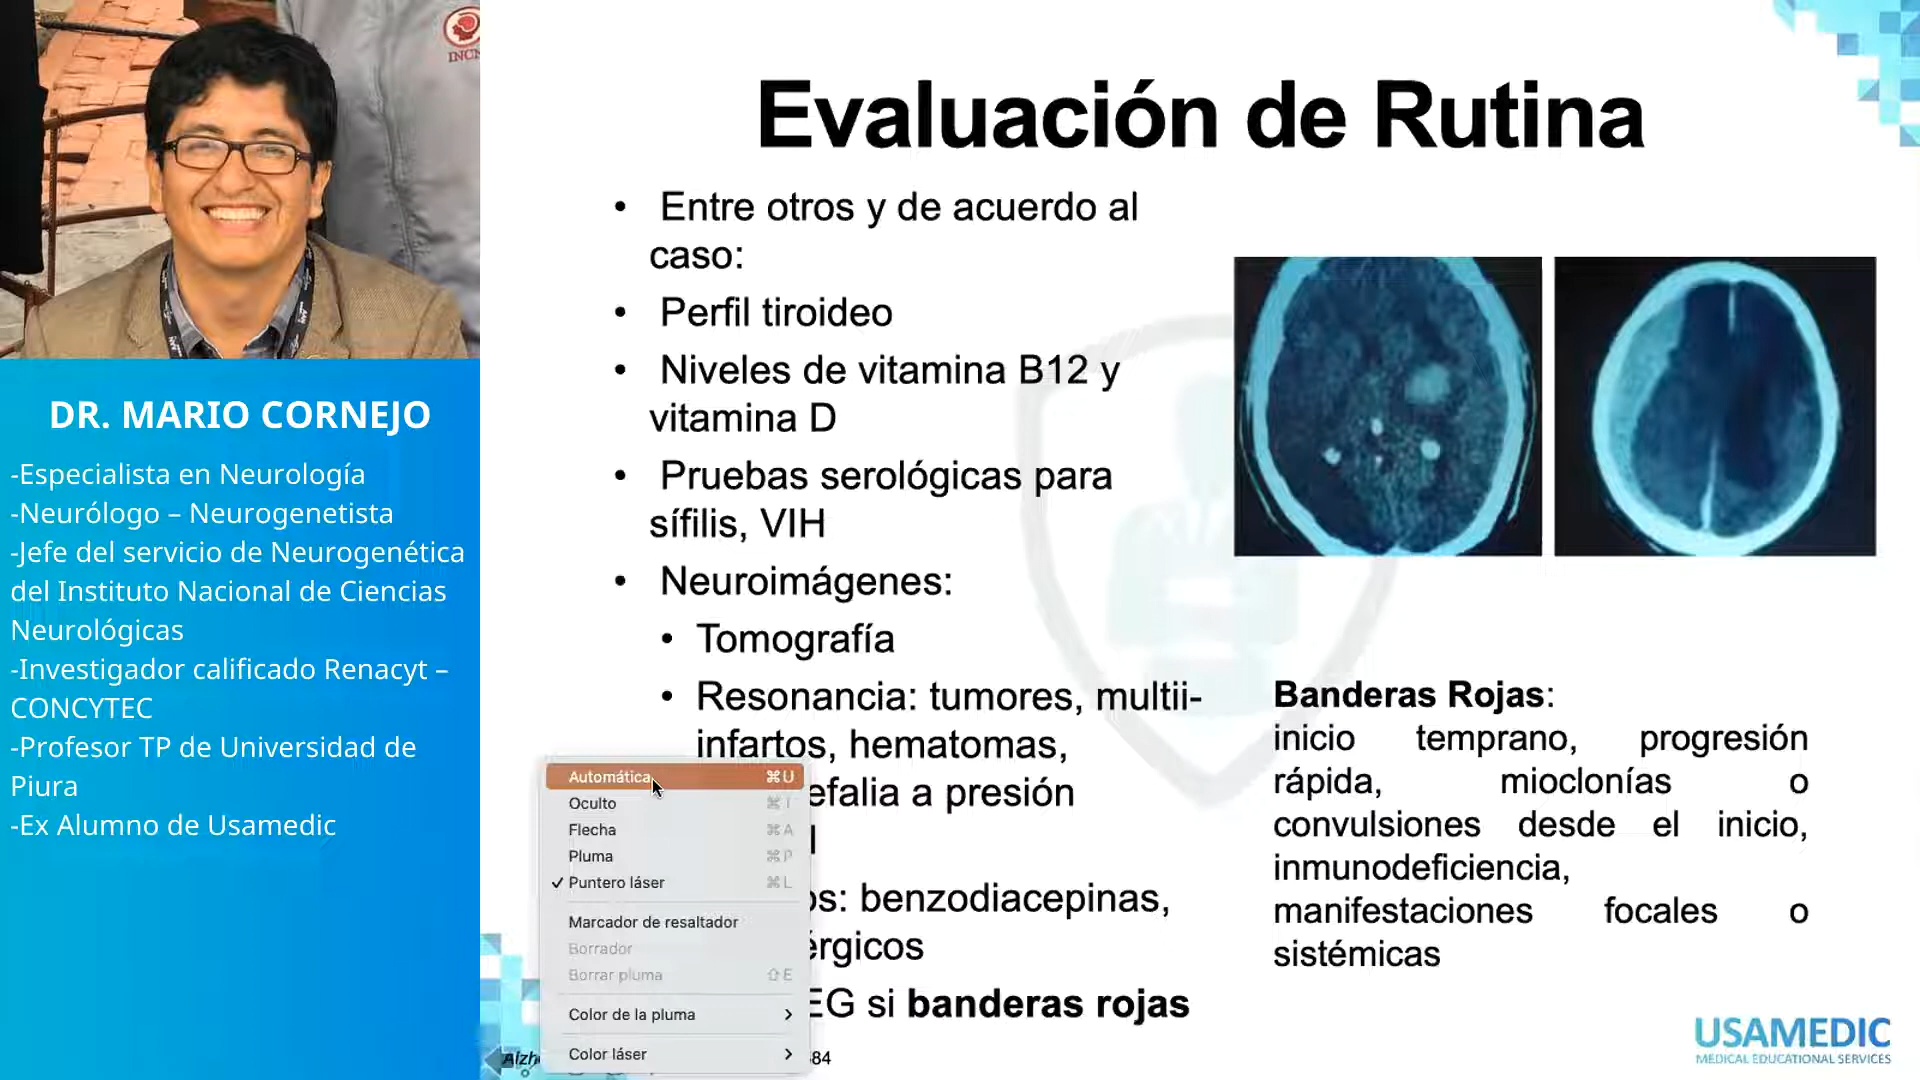 INCN
DR. MARIO CORNEJO
-Especialista en Neurología
-Neurólogo – Neurogenetista
-Jefe del servicio de Neurogenética
del Instituto Nacional de Ciencias
Neurológicas
-Investigador calificado Renacyt –
CONCYTEC
-Profesor TP de Universidad de
Piura
-Ex Alumno de Usamedic
Evaluación de Rutina
• Entre otros y de acuerdo al
caso:
• Perfil tiroideo
• Niveles de vitamina B12 y
vitamina D
• Pruebas serológicas para
sífilis, VIH
• Neuroimágenes:
• Tomografía
• Resonancia: tumores, multii-
infartos, hematomas,
efalia a presión
l
os: benzodiacepinas,
érgicos
EG si banderas rojas
Automática ⌘U
Oculto ⌘I
Flecha ⌘A
Pluma ⌘P
✓ Puntero láser ⌘L
Marcador de resaltador
Borrador
Borrar pluma ⇧E
Color de la pluma >
Color láser >
Alzh
84
Banderas Rojas:
inicio temprano, progresión
rápida, mioclonías o
convulsiones desde el inicio,
inmunodeficiencia,
manifestaciones focales o
sistémicas
USAMEDIC
MEDICAL EDUCATIONAL SERVICES